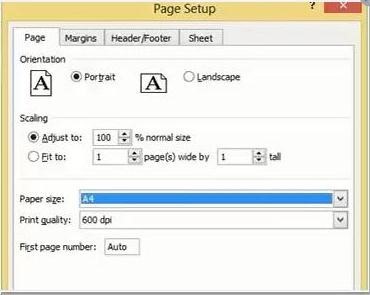 Page Setup ? ×
Page Margins Header/Footer Sheet
Orientation
A Portrait A Landscape
Scaling
Adjust to: 100 % normal size
Fit to: 1 page(s) wide by 1 tall
Paper size: A4
Print quality: 600 dpi
First page number: Auto